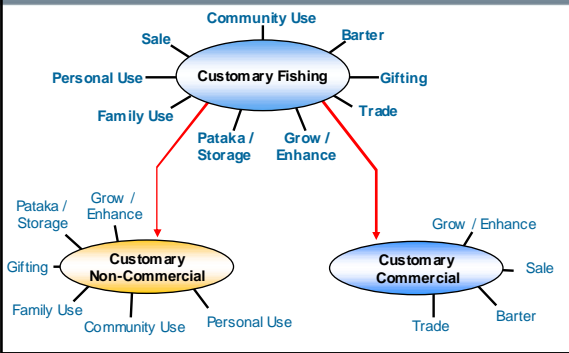 Community Use
Sale
Barter
Personal Use
Customary Fishing
Gifting
Family Use
Trade
Pataka /
Storage
Grow /
Enhance
Pataka /
Storage
Grow /
Enhance
Gifting
Customary
Non-Commercial
Family Use
Community Use
Personal Use
Grow / Enhance
Customary
Commercial
Sale
Barter
Trade